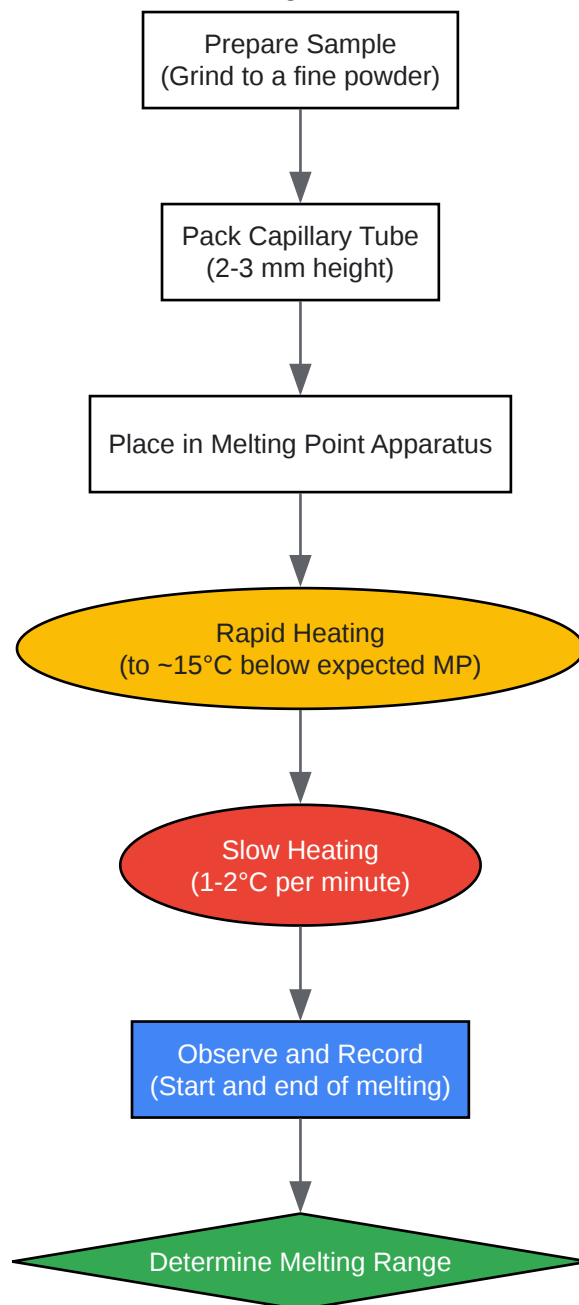 Prepare Sample
(Grind to a fine powder)
Pack Capillary Tube
(2-3 mm height)
Place in Melting Point Apparatus
Rapid Heating
(to ~15°C below expected MP)
Slow Heating
(1-2°C per minute)
Observe and Record
(Start and end of melting)
Determine Melting Range